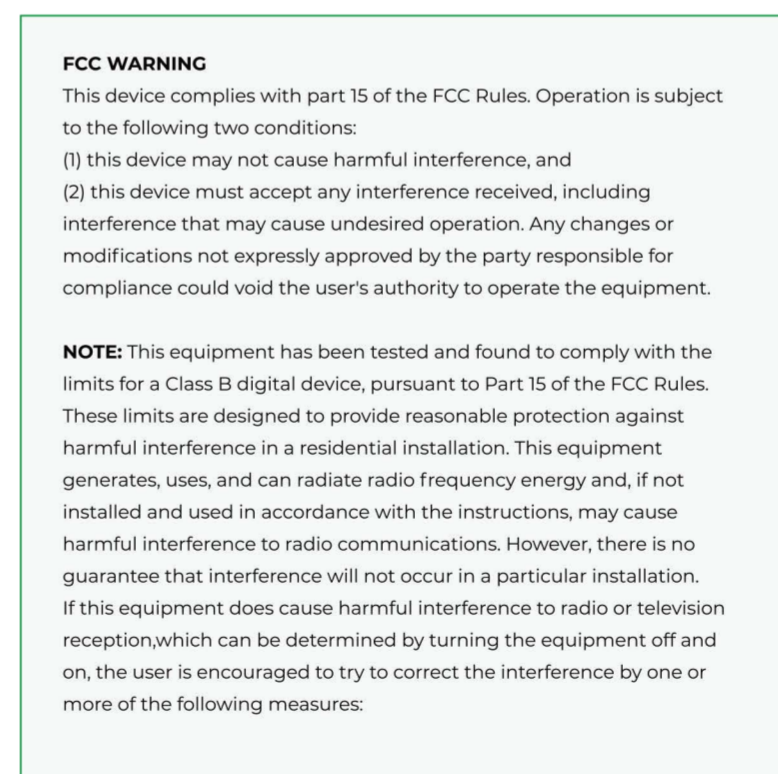 FCC WARNING
This device complies with part 15 of the FCC Rules. Operation is subject
to the following two conditions:
(1) this device may not cause harmful interference, and
(2) this device must accept any interference received, including
interference that may cause undesired operation. Any changes or
modifications not expressly approved by the party responsible for
compliance could void the user's authority to operate the equipment.
NOTE: This equipment has been tested and found to comply with the
limits for a Class B digital device, pursuant to Part 15 of the FCC Rules.
These limits are designed to provide reasonable protection against
harmful interference in a residential installation. This equipment
generates, uses, and can radiate radio frequency energy and, if not
installed and used in accordance with the instructions, may cause
harmful interference to radio communications. However, there is no
guarantee that interference will not occur in a particular installation.
If this equipment does cause harmful interference to radio or television
reception,which can be determined by turning the equipment off and
on, the user is encouraged to try to correct the interference by one or
more of the following measures: